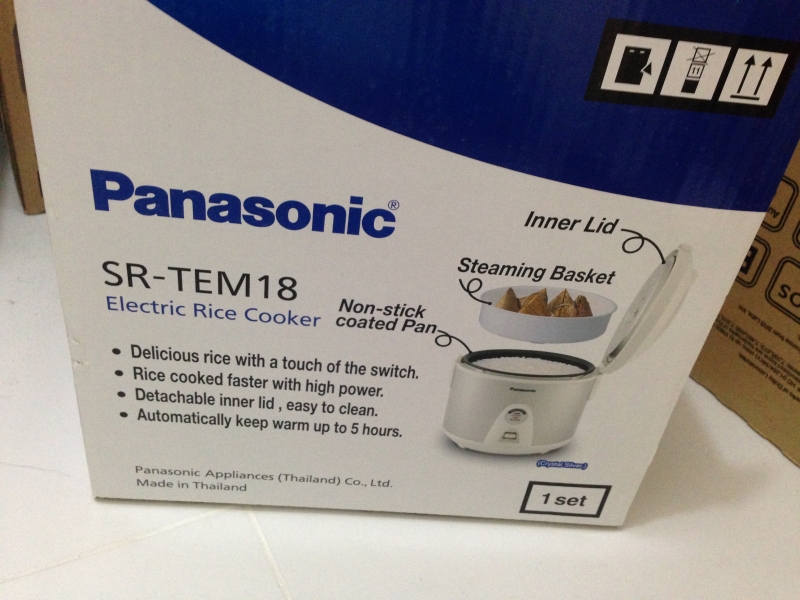 Panasonic®
SR-TEM18
Electric Rice Cooker
Inner Lid
Steaming Basket
Non-stick
coated Pan
Panasonic
• Delicious rice with a touch of the switch.
• Rice cooked faster with high power.
• Detachable inner lid , easy to clean.
• Automatically keep warm up to 5 hours.
(Crystal Silver)
Panasonic Appliances (Thailand) Co., Ltd.
Made in Thailand
1 set